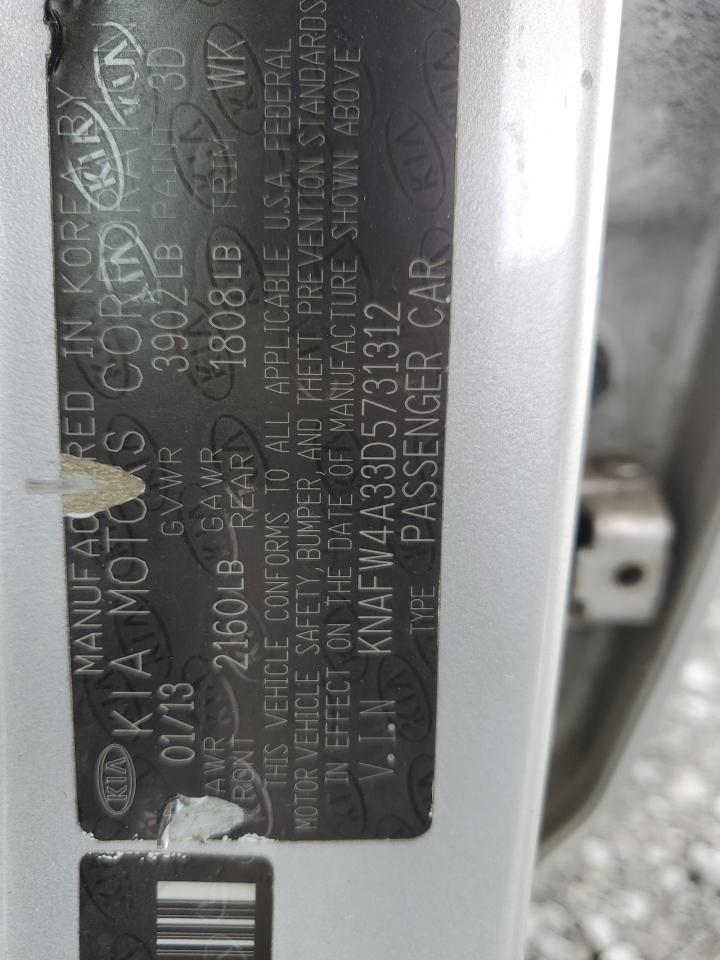 KIA MANUFACTURED IN KOREA BY
KIA MOTORS CORPORATION
01/13 GVWR 3902LB PAINT 3D
GAWR FRONT 2160LB GAWR REAR 1808LB TRIM WK
THIS VEHICLE CONFORMS TO ALL APPLICABLE U.S.A. FEDERAL
MOTOR VEHICLE SAFETY, BUMPER AND THEFT PREVENTION STANDARDS
IN EFFECT ON THE DATE OF MANUFACTURE SHOWN ABOVE
V.I.N KNAFW4A33D5731312
TYPE PASSENGER CAR